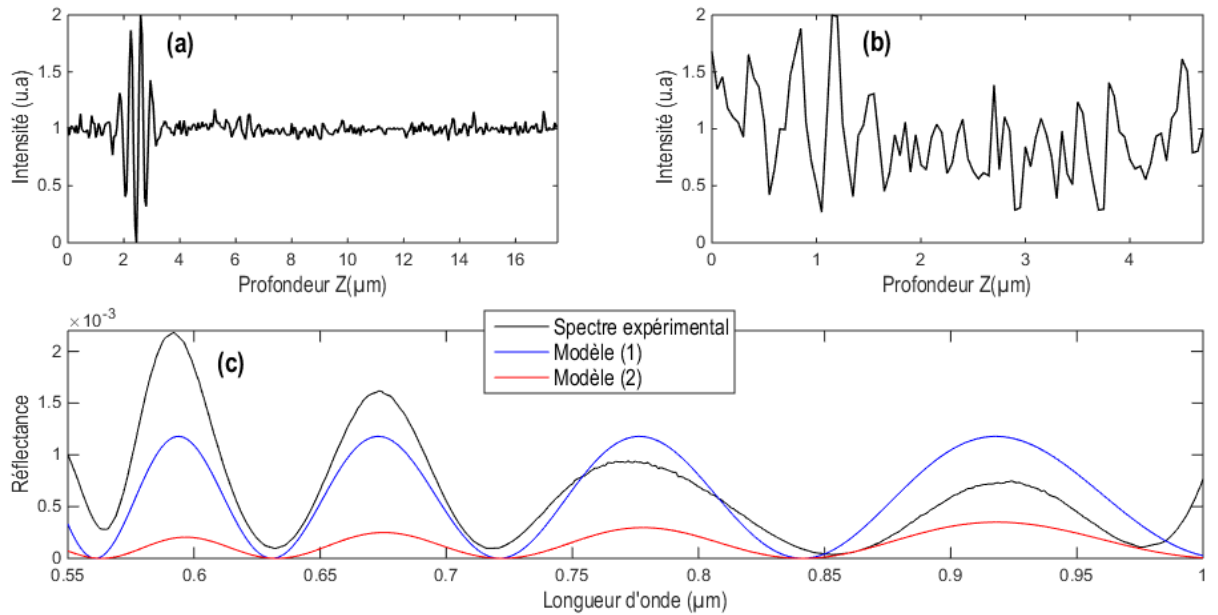 2
(a)
1.5
Intensité (u.a)
1
0.5
0
0 2 4 6 8 10 12 14 16
Profondeur Z(µm)
2
(b)
1.5
Intensité (u.a)
1
0.5
0
0 1 2 3 4
Profondeur Z(µm)
× 10⁻³
(c)
Spectre expérimental
Modèle (1)
Modèle (2)
2
1.5
Réflectance
1
0.5
0
0.55 0.6 0.65 0.7 0.75 0.8 0.85 0.9 0.95 1
Longueur d'onde (µm)